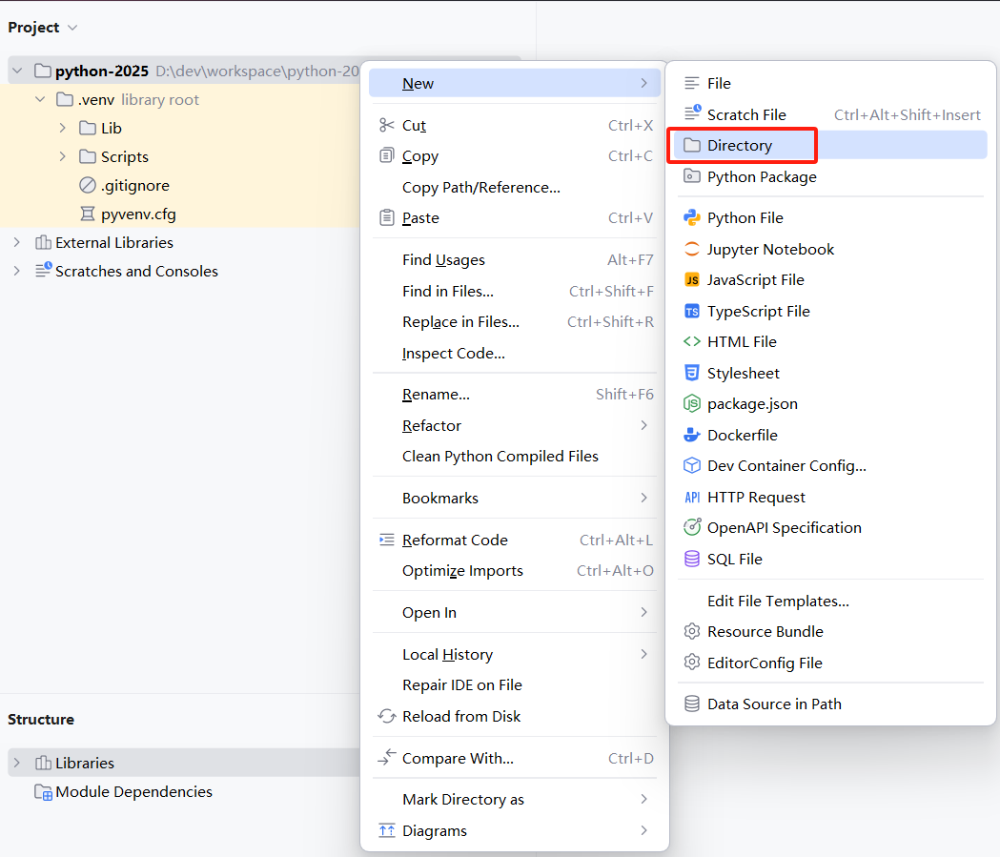 Project
python-2025 D:\dev\workspace\python-20
.venv library root
Lib
Scripts
.gitignore
pyvenv.cfg
External Libraries
Scratches and Consoles
Structure
Libraries
Module Dependencies
New
Cut Ctrl+X
Copy Ctrl+C
Copy Path/Reference...
Paste Ctrl+V
Find Usages Alt+F7
Find in Files... Ctrl+Shift+F
Replace in Files... Ctrl+Shift+R
Inspect Code...
Rename... Shift+F6
Refactor
Clean Python Compiled Files
Bookmarks
Reformat Code Ctrl+Alt+L
Optimize Imports Ctrl+Alt+O
Open In
Local History
Repair IDE on File
Reload from Disk
Compare With... Ctrl+D
Mark Directory as
Diagrams
File
Scratch File Ctrl+Alt+Shift+Insert
Directory
Python Package
Python File
Jupyter Notebook
JS JavaScript File
TS TypeScript File
HTML File
Stylesheet
package.json
Dockerfile
Dev Container Config...
API HTTP Request
OpenAPI Specification
SQL File
Edit File Templates...
Resource Bundle
EditorConfig File
Data Source in Path